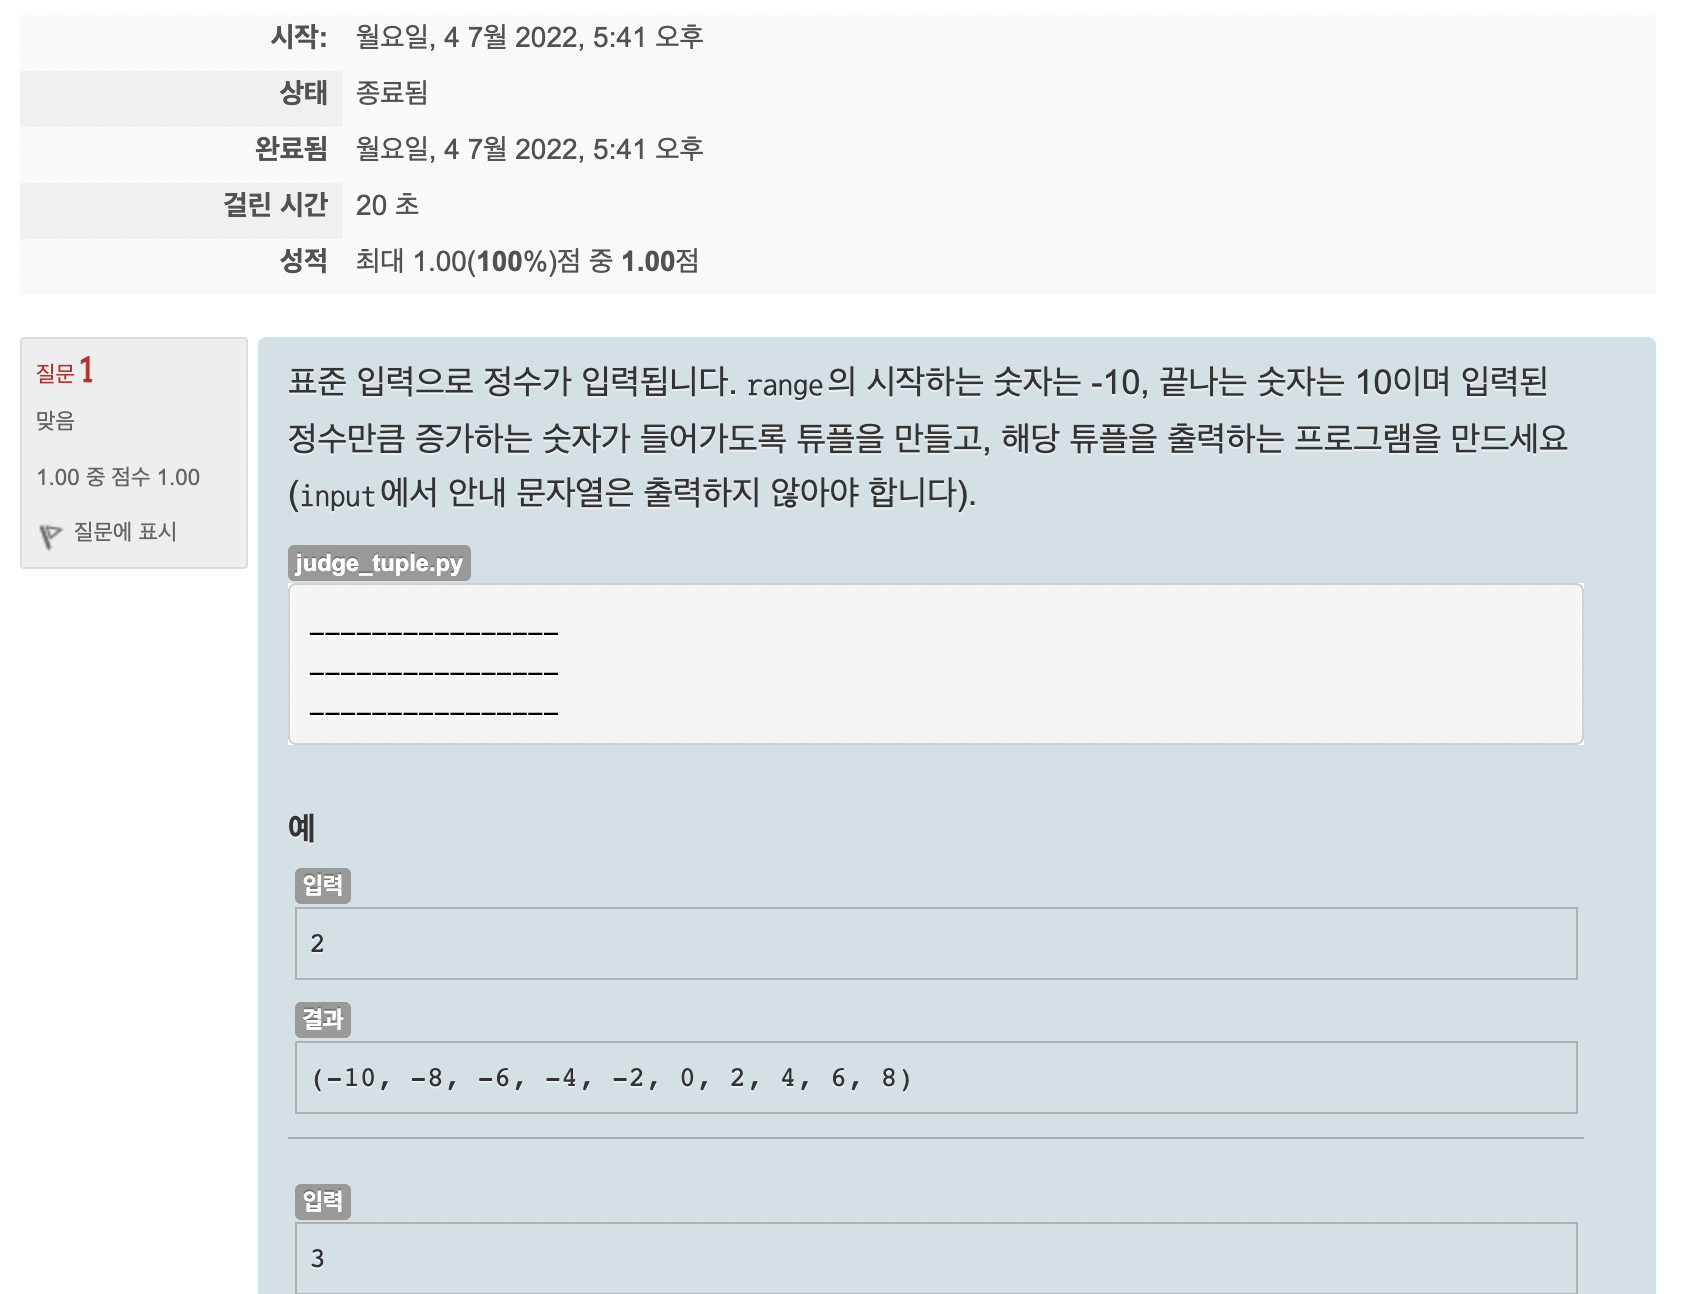 시작: 월요일, 4 7월 2022, 5:41 오후
상태 종료됨
완료됨 월요일, 4 7월 2022, 5:41 오후
걸린 시간 20 초
성적 최대 1.00(100%)점 중 1.00점
질문 1
맞음
1.00 중 점수 1.00
질문에 표시
표준 입력으로 정수가 입력됩니다. range의 시작하는 숫자는 -10, 끝나는 숫자는 10이며 입력된
정수만큼 증가하는 숫자가 들어가도록 튜플을 만들고, 해당 튜플을 출력하는 프로그램을 만드세요
(input에서 안내 문자열은 출력하지 않아야 합니다).
judge_tuple.py
________________
________________
________________
예
입력
2
결과
(-10, -8, -6, -4, -2, 0, 2, 4, 6, 8)
입력
3